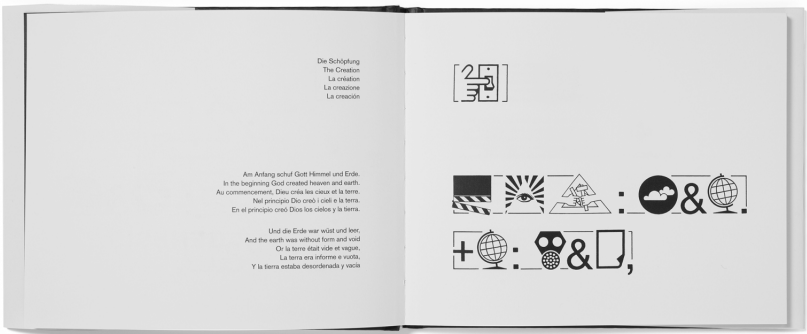 Die Schöpfung
The Creation
La création
La creazione
La creación
Am Anfang schuf Gott Himmel und Erde.
In the beginning God created heaven and earth.
Au commencement, Dieu créa les cieux et la terre.
Nel principio Dio creò i cieli e la terra.
En el principio creó Dios los cielos y la tierra.
Und die Erde war wüst und leer,
And the earth was without form and void
Or la terre était vide et vague,
La terra era informe e vuota,
Y la tierra estaba desordenada y vacía
: & .
+ : & ,